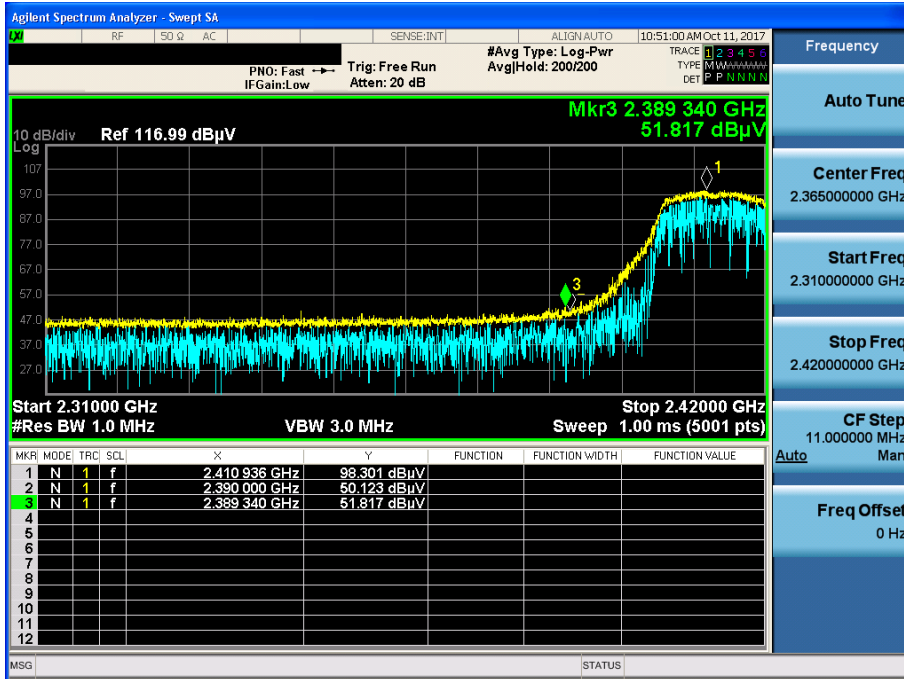 Agilent Spectrum Analyzer - Swept SA
LXI RF 50 Ω AC SENSE:INT ALIGN AUTO 10:51:00 AM Oct 11, 2017
PNO: Fast Trig: Free Run #Avg Type: Log-Pwr TRACE 1 2 3 4 5 6
IFGain:Low Atten: 20 dB Avg|Hold: 200/200 TYPE M W W W W W
DET P P N N N N
Mkr3 2.389 340 GHz
51.817 dBµV
10 dB/div Ref 116.99 dBµV
Log
107
97.0
87.0
77.0
67.0
57.0
47.0
37.0
27.0
1
3
Start 2.31000 GHz Stop 2.42000 GHz
#Res BW 1.0 MHz VBW 3.0 MHz Sweep 1.00 ms (5001 pts)
MKR MODE TRC SCL X Y FUNCTION FUNCTION WIDTH FUNCTION VALUE
1 N 1 f 2.410 936 GHz 98.301 dBµV
2 N 1 f 2.390 000 GHz 50.123 dBµV
3 N 1 f 2.389 340 GHz 51.817 dBµV
4
5
6
7
8
9
10
11
12
MSG STATUS
Frequency
Auto Tune
Center Freq
2.365000000 GHz
Start Freq
2.310000000 GHz
Stop Freq
2.420000000 GHz
CF Step
11.000000 MHz
Auto Man
Freq Offset
0 Hz